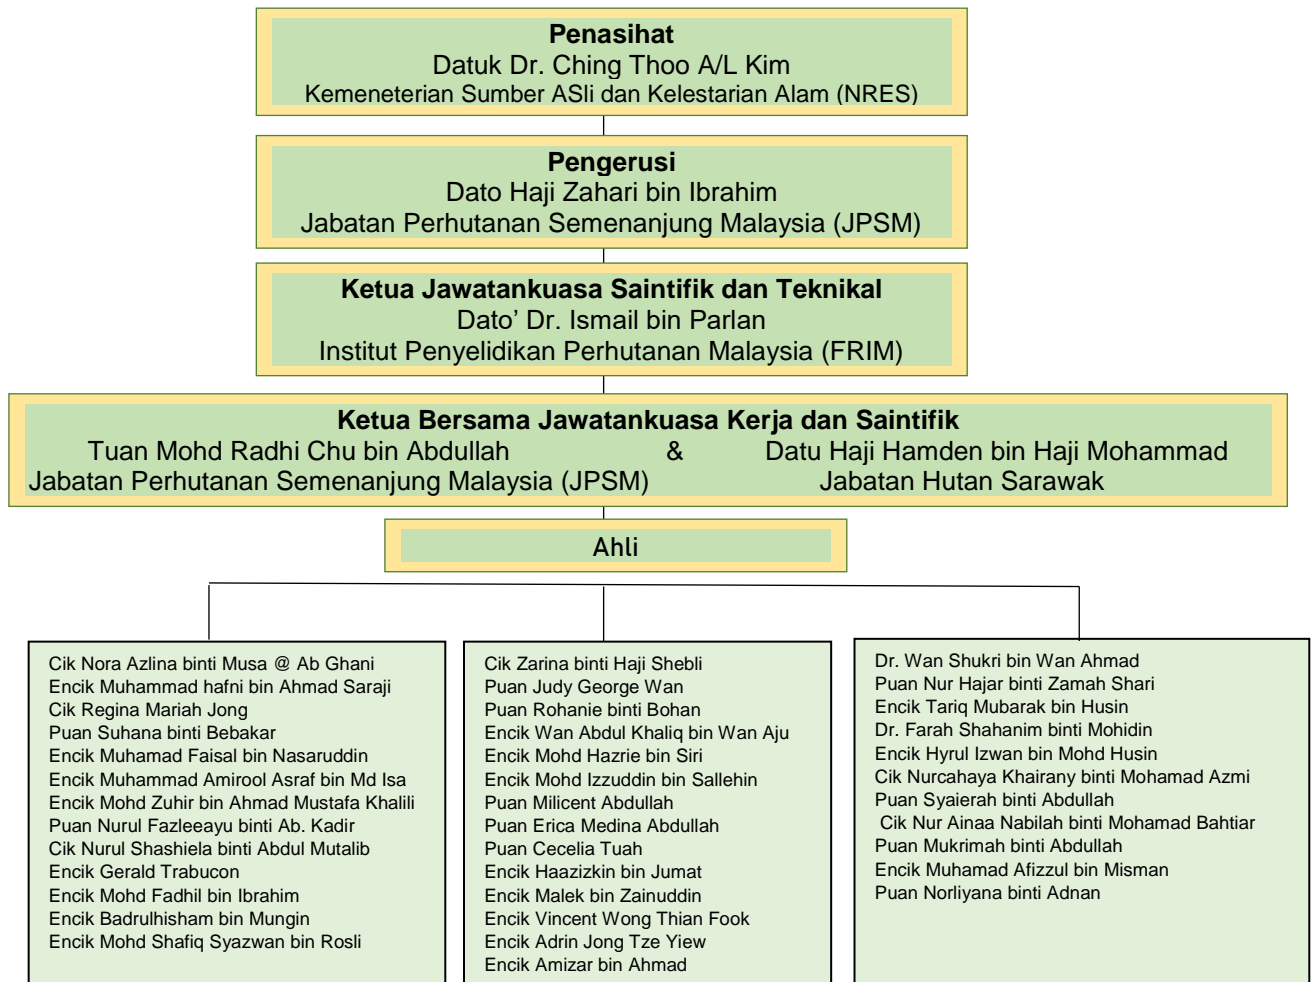 Penasihat
Datuk Dr. Ching Thoo A/L Kim
Kemeneterian Sumber ASli dan Kelestarian Alam (NRES)
Pengerusi
Dato Haji Zahari bin Ibrahim
Jabatan Perhutanan Semenanjung Malaysia (JPSM)
Ketua Jawatankuasa Saintifik dan Teknikal
Dato' Dr. Ismail bin Parlan
Institut Penyelidikan Perhutanan Malaysia (FRIM)
Ketua Bersama Jawatankuasa Kerja dan Saintifik
Tuan Mohd Radhi Chu bin Abdullah & Datu Haji Hamden bin Haji Mohammad
Jabatan Perhutanan Semenanjung Malaysia (JPSM) Jabatan Hutan Sarawak
Ahli
Cik Nora Azlina binti Musa @ Ab Ghani
Encik Muhammad hafni bin Ahmad Saraji
Cik Regina Mariah Jong
Puan Suhana binti Bebakar
Encik Muhamad Faisal bin Nasaruddin
Encik Muhammad Amirool Asraf bin Md Isa
Encik Mohd Zuhir bin Ahmad Mustafa Khalili
Puan Nurul Fazleeayu binti Ab. Kadir
Cik Nurul Shashiela binti Abdul Mutalib
Encik Gerald Trabucon
Encik Mohd Fadhil bin Ibrahim
Encik Badrulhisham bin Mungin
Encik Mohd Shafiq Syazwan bin Rosli
Cik Zarina binti Haji Shebli
Puan Judy George Wan
Puan Rohanie binti Bohan
Encik Wan Abdul Khaliq bin Wan Aju
Encik Mohd Hazrie bin Siri
Encik Mohd Izzuddin bin Sallehin
Puan Milicent Abdullah
Puan Erica Medina Abdullah
Puan Cecelia Tuah
Encik Haazizkin bin Jumat
Encik Malek bin Zainuddin
Encik Vincent Wong Thian Fook
Encik Adrin Jong Tze Yiew
Encik Amizar bin Ahmad
Dr. Wan Shukri bin Wan Ahmad
Puan Nur Hajar binti Zamah Shari
Encik Tariq Mubarak bin Husin
Dr. Farah Shahanim binti Mohidin
Encik Hyrul Izwan bin Mohd Husin
Cik Nurcahaya Khairany binti Mohamad Azmi
Puan Syaierah binti Abdullah
Cik Nur Ainaa Nabilah binti Mohamad Bahtiar
Puan Mukrimah binti Abdullah
Encik Muhamad Afizzul bin Misman
Puan Norliyana binti Adnan